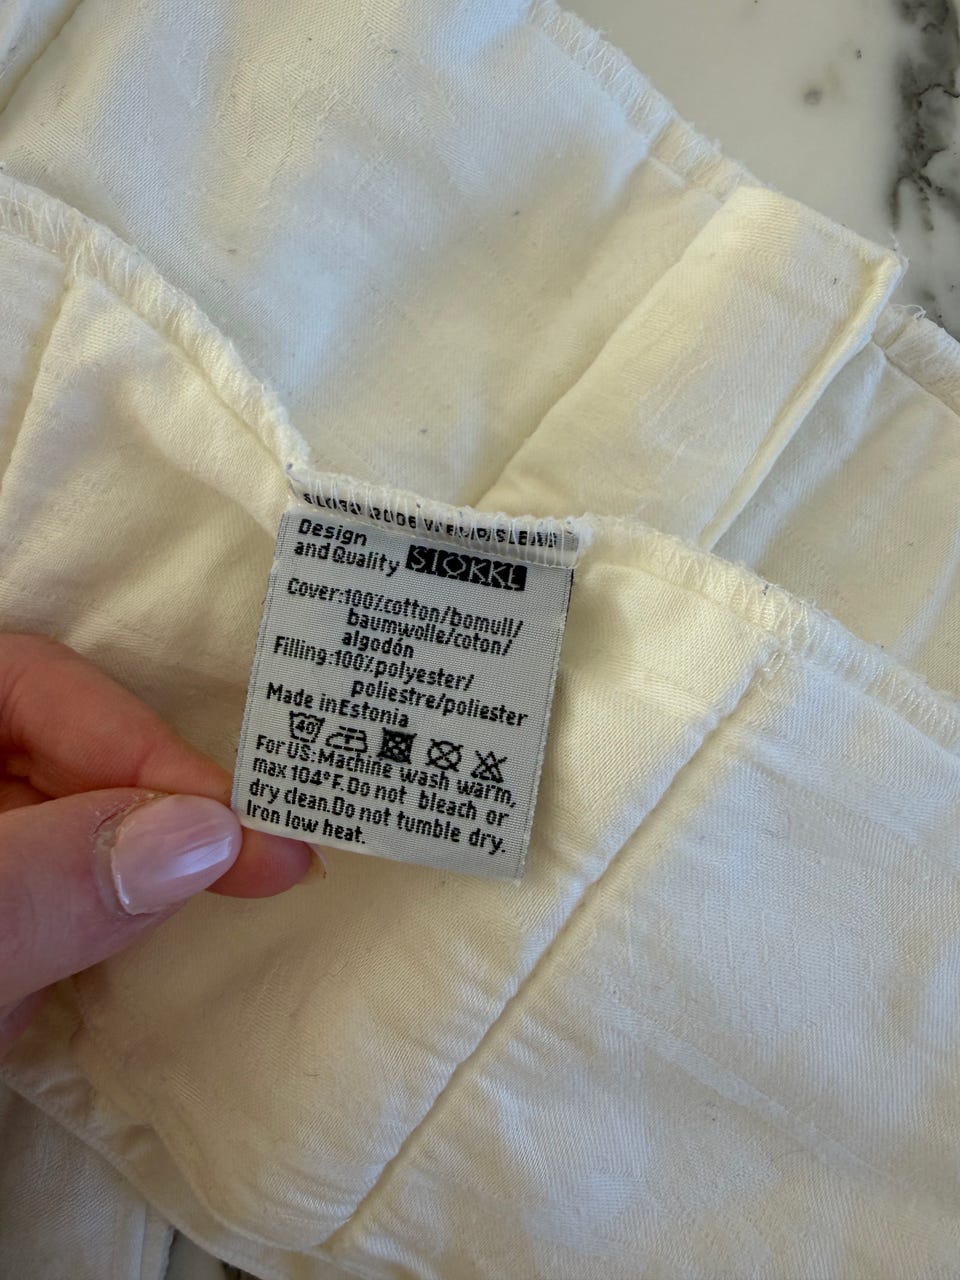 Design
and Quality STOKKE
Cover:100%cotton/bomull/
baumwolle/coton/
algodón
Filling:100%polyester/
poliestre/poliester
Made in Estonia
40
For US:Machine wash warm,
max 104°F.Do not bleach or
dry clean.Do not tumble dry.
Iron low heat.